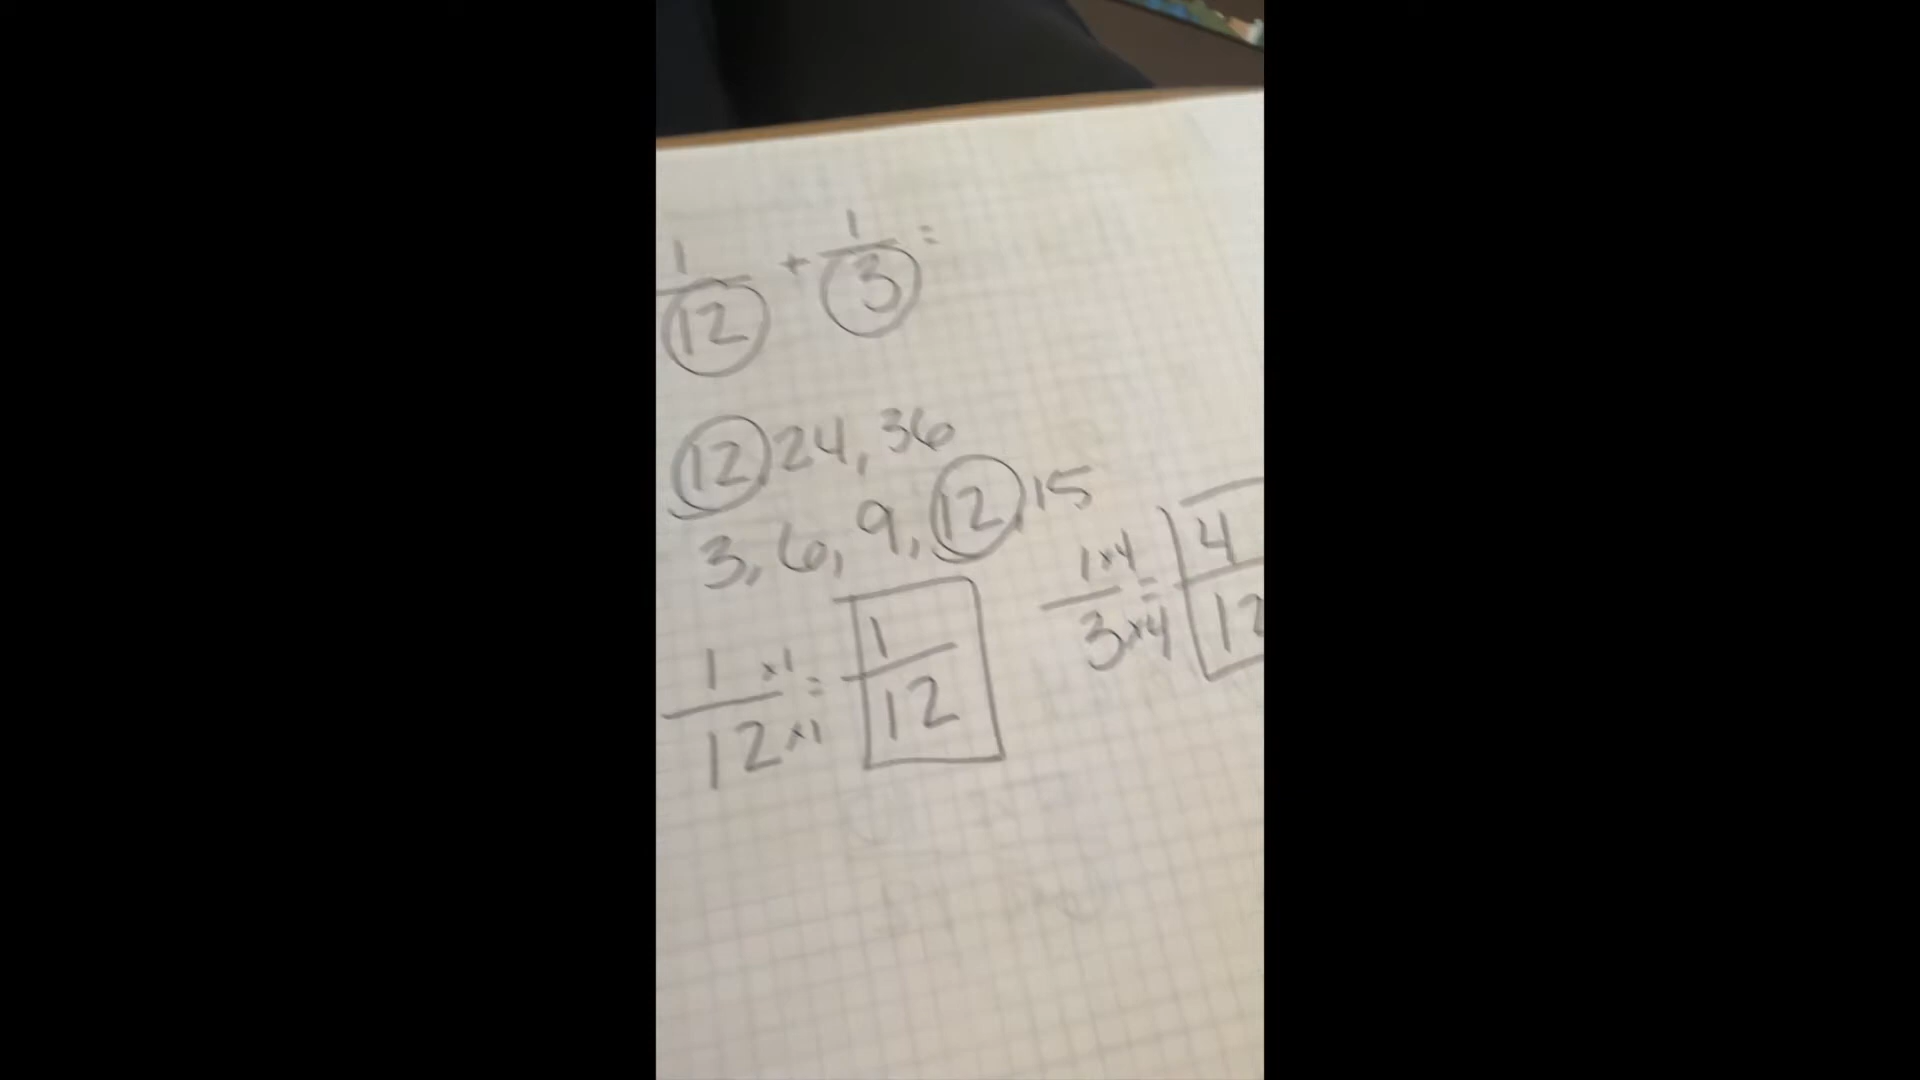 1/12 + 1/3 =
12, 24, 36
3, 6, 9, 12, 15
1/12 ×1/×1 = 1/12
1×4/3×4 = 4/12